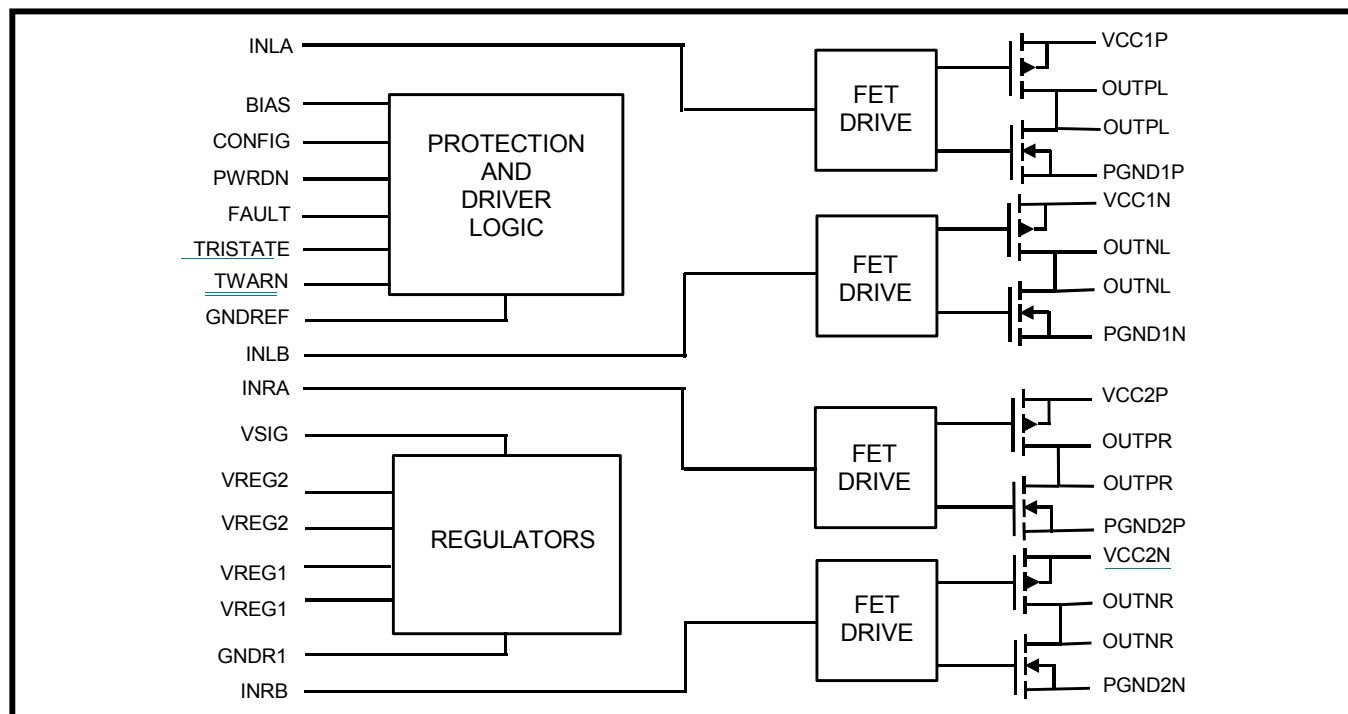 INLA
BIAS
CONFIG
PWRDN
FAULT
TRISTATE
TWARN
GNDREF
INLB
INRA
VSIG
VREG2
VREG2
VREG1
VREG1
GNDR1
INRB
PROTECTION
AND
DRIVER
LOGIC
REGULATORS
FET
DRIVE
FET
DRIVE
FET
DRIVE
FET
DRIVE
VCC1P
OUTPL
OUTPL
PGND1P
VCC1N
OUTNL
OUTNL
PGND1N
VCC2P
OUTPR
OUTPR
PGND2P
VCC2N
OUTNR
OUTNR
PGND2N